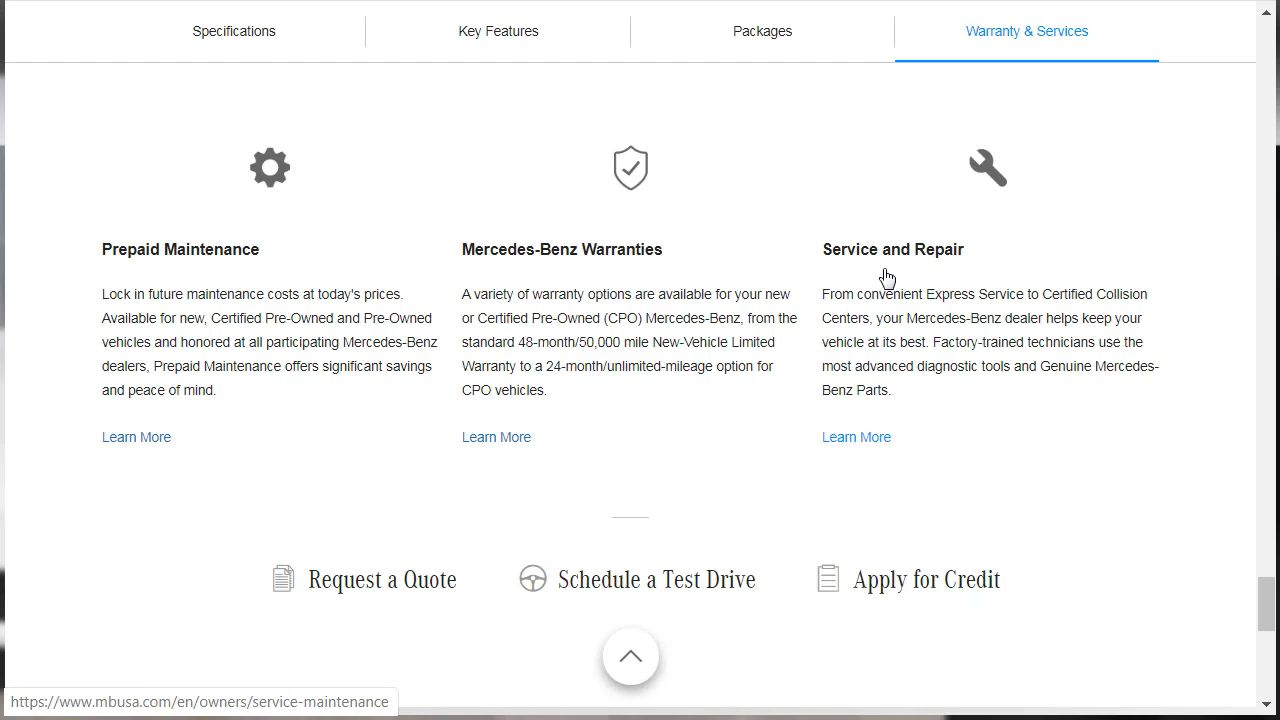 Specifications
Key Features
Packages
Warranty & Services
Prepaid Maintenance
Lock in future maintenance costs at today's prices.
Available for new, Certified Pre-Owned and Pre-Owned
vehicles and honored at all participating Mercedes-Benz
dealers, Prepaid Maintenance offers significant savings
and peace of mind.
Learn More
Mercedes-Benz Warranties
A variety of warranty options are available for your new
or Certified Pre-Owned (CPO) Mercedes-Benz, from the
standard 48-month/50,000 mile New-Vehicle Limited
Warranty to a 24-month/unlimited-mileage option for
CPO vehicles.
Learn More
Service and Repair
From convenient Express Service to Certified Collision
Centers, your Mercedes-Benz dealer helps keep your
vehicle at its best. Factory-trained technicians use the
most advanced diagnostic tools and Genuine Mercedes-
Benz Parts.
Learn More
Request a Quote
Schedule a Test Drive
Apply for Credit
https://www.mbusa.com/en/owners/service-maintenance